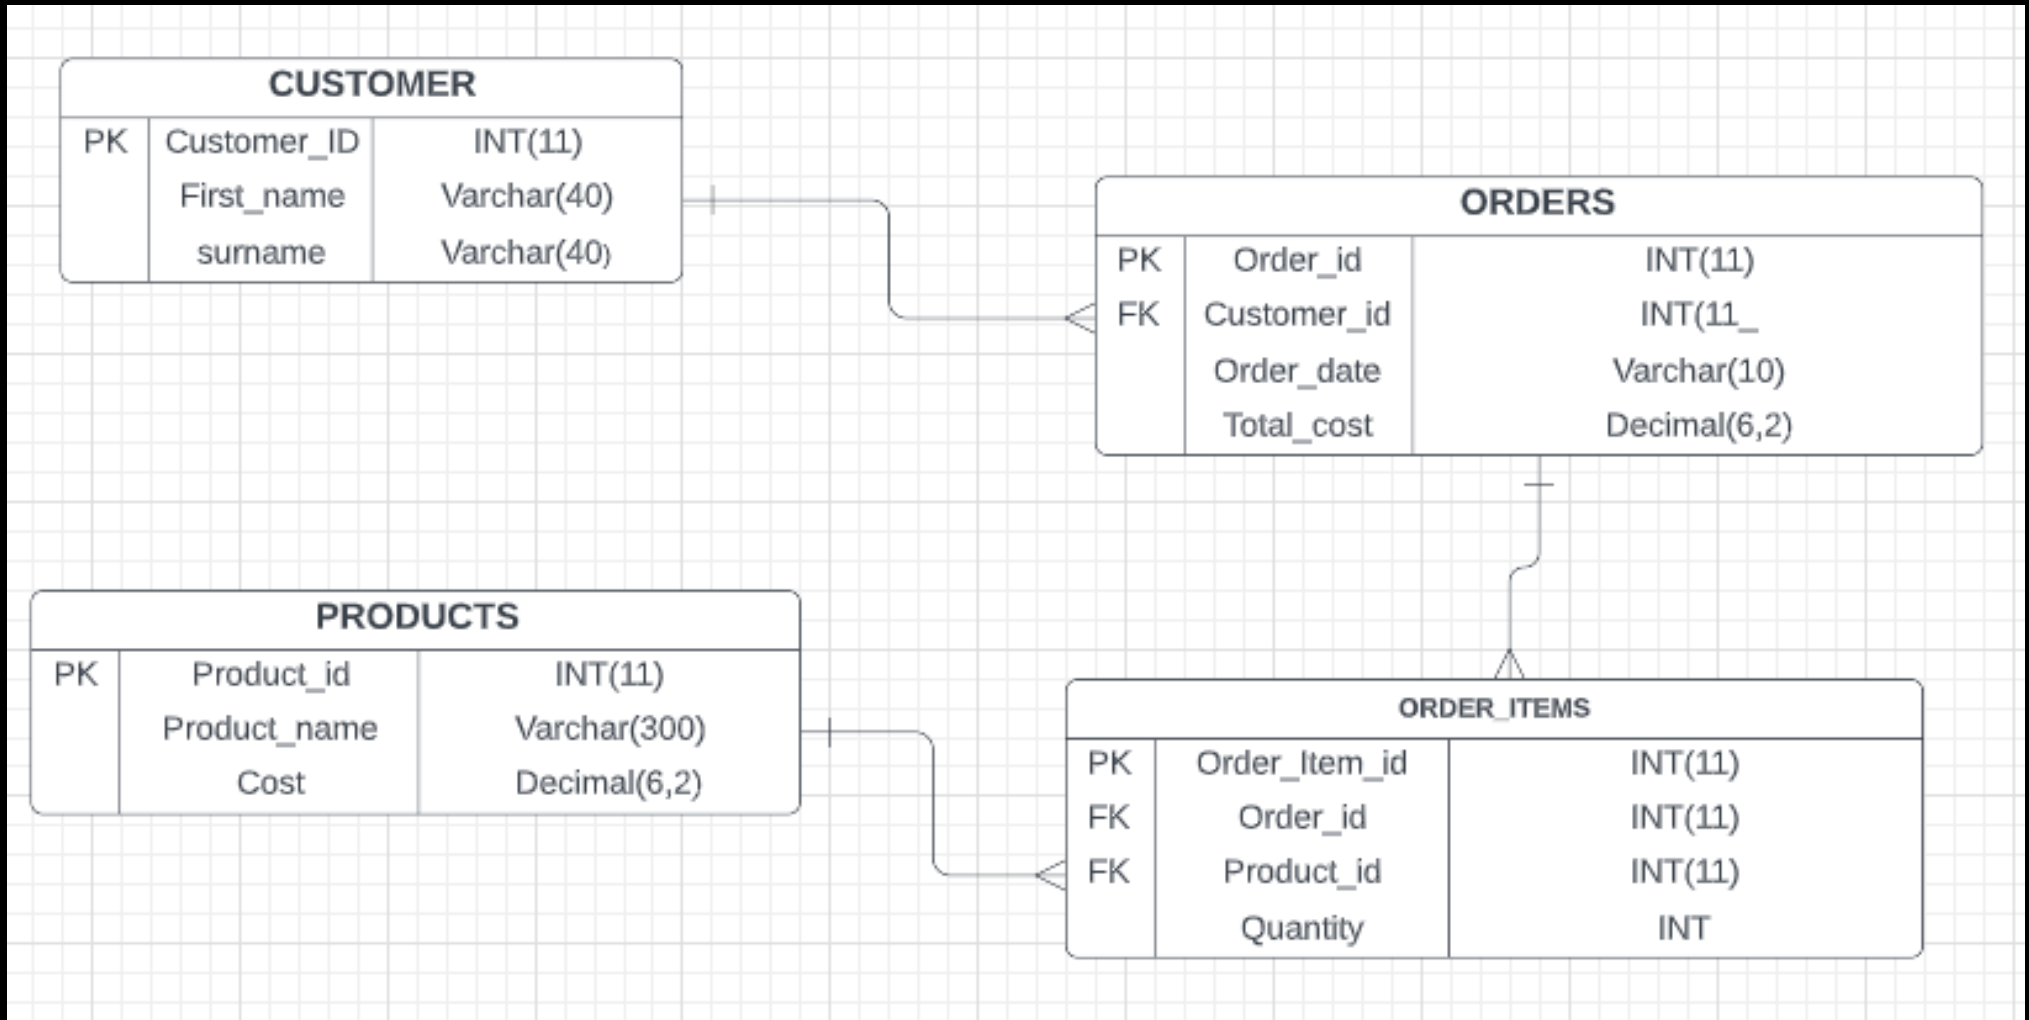 CUSTOMER
PK Customer_ID INT(11)
First_name Varchar(40)
surname Varchar(40)
ORDERS
PK Order_id INT(11)
FK Customer_id INT(11_
Order_date Varchar(10)
Total_cost Decimal(6,2)
PRODUCTS
PK Product_id INT(11)
Product_name Varchar(300)
Cost Decimal(6,2)
ORDER_ITEMS
PK Order_Item_id INT(11)
FK Order_id INT(11)
FK Product_id INT(11)
Quantity INT